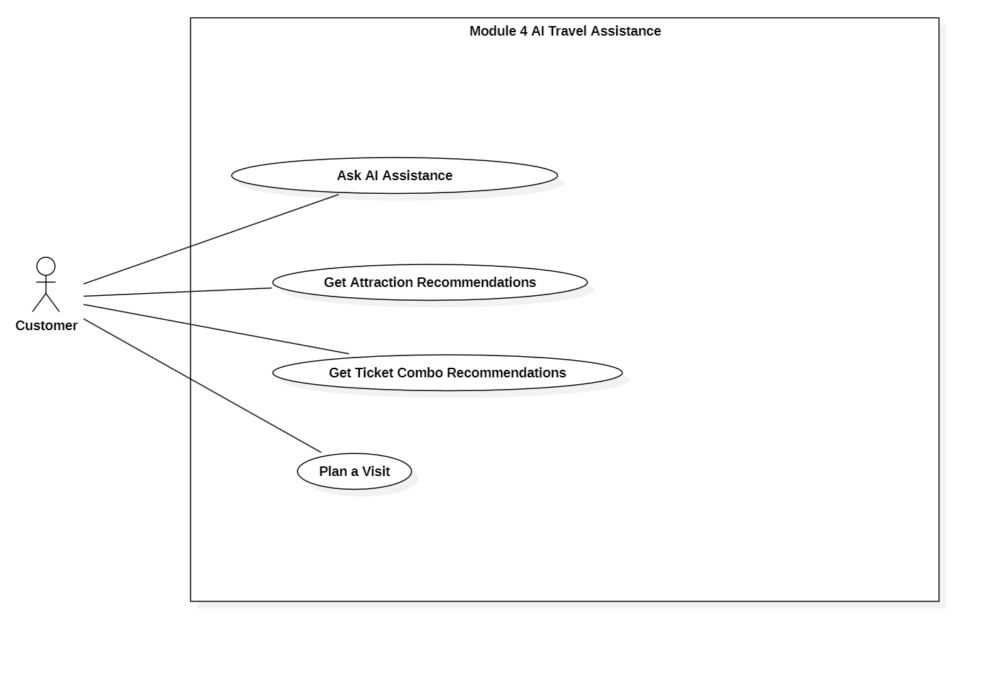 Module 4 AI Travel Assistance
Ask AI Assistance
Get Attraction Recommendations
Customer
Get Ticket Combo Recommendations
Plan a Visit